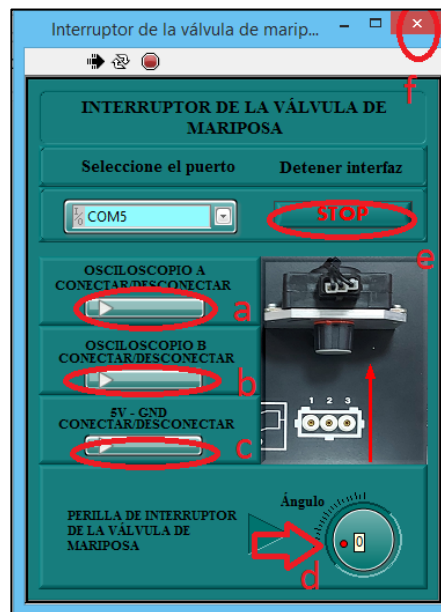 Interruptor de la válvula de marip...
f
INTERRUPTOR DE LA VÁLVULA DE
MARIPOSA
Seleccione el puerto
Detener interfaz
I/O COM5
STOP
e
OSCILOSCOPIO A
CONECTAR/DESCONECTAR
a
OSCILOSCOPIO B
CONECTAR/DESCONECTAR
b
5V - GND
CONECTAR/DESCONECTAR
c
1 2 3
Ángulo
PERILLA DE INTERRUPTOR
DE LA VÁLVULA DE
MARIPOSA
0
d